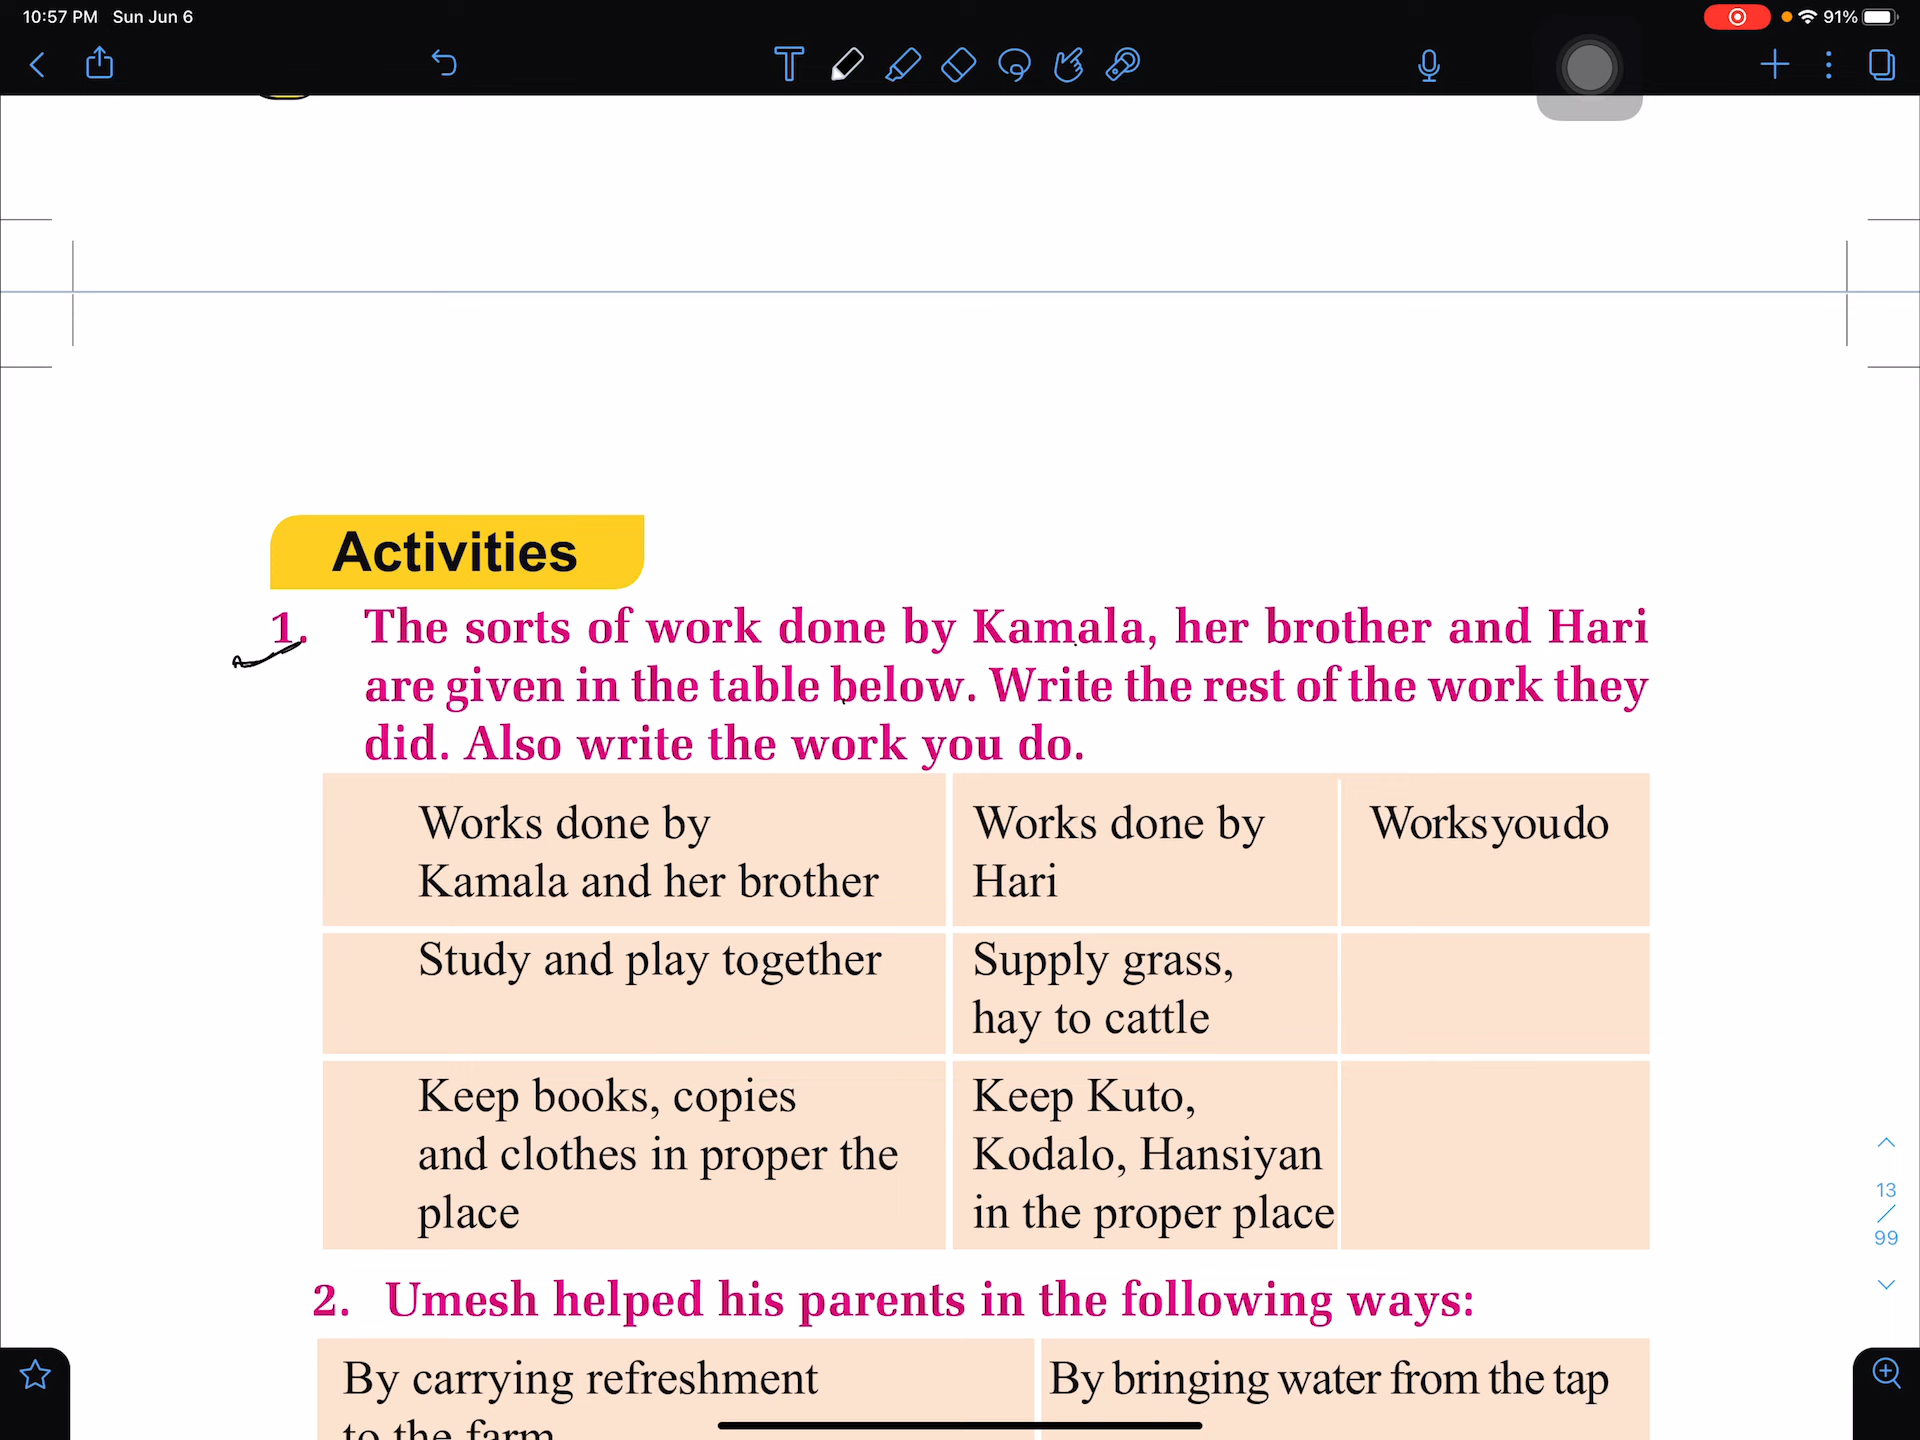 10:57 PM Sun Jun 6
91%
Activities
1. The sorts of work done by Kamala, her brother and Hari
are given in the table below. Write the rest of the work they
did. Also write the work you do.
Works done by
Kamala and her brother
Works done by
Hari
Worksyoudo
Study and play together
Supply grass,
hay to cattle
Keep books, copies
and clothes in proper the
place
Keep Kuto,
Kodalo, Hansiyan
in the proper place
13
99
2. Umesh helped his parents in the following ways:
By carrying refreshment
to the farm
By bringing water from the tap